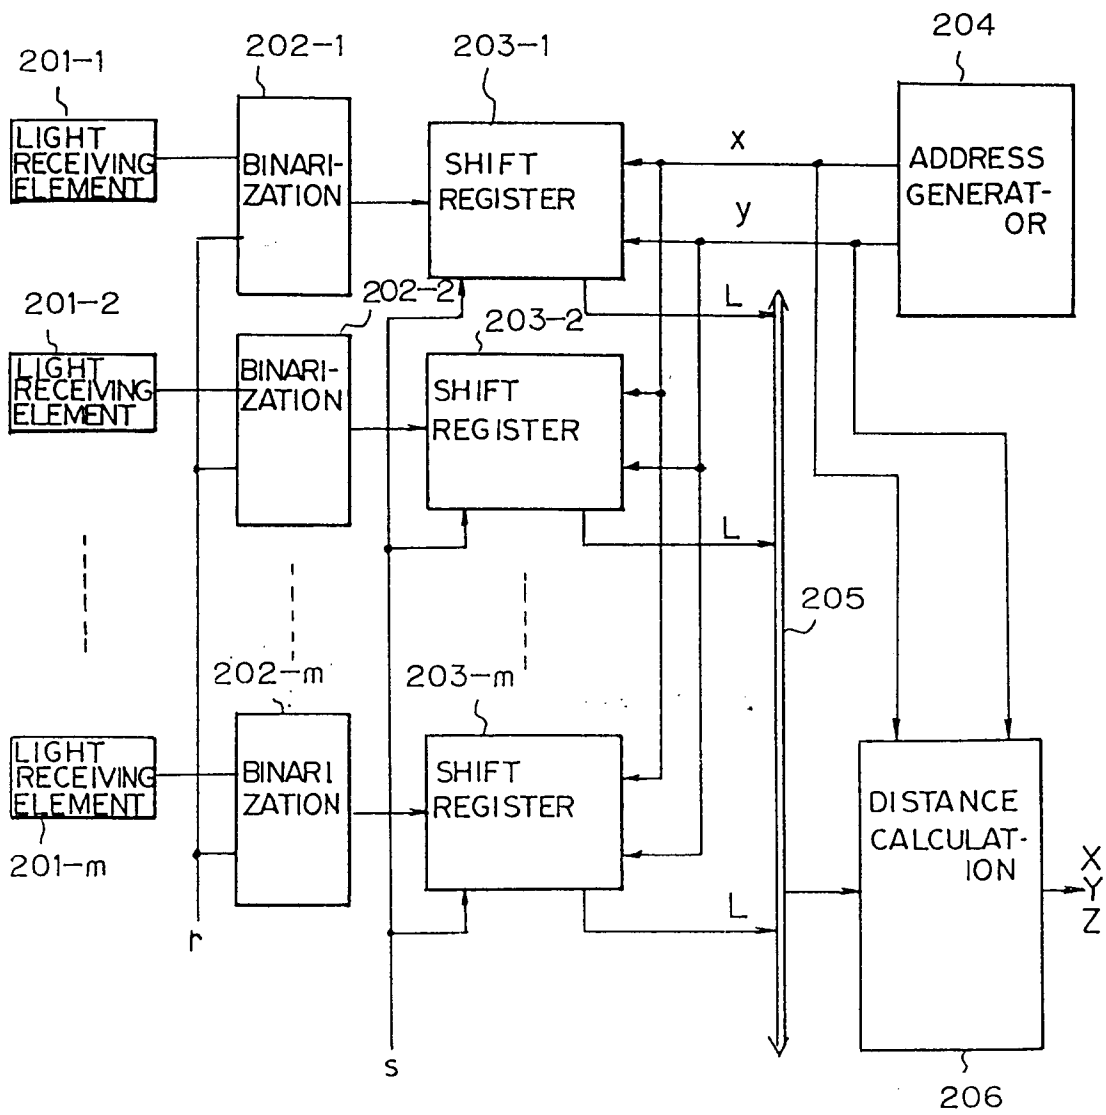 201-1
202-1
203-1
204
LIGHT
RECEIVING
ELEMENT
BINARI-
ZATION
SHIFT
REGISTER
x
y
ADDRESS
GENERAT-
OR
201-2
202-2
203-2
L
LIGHT
RECEIVING
ELEMENT
BINARI-
ZATION
SHIFT
REGISTER
L
205
202-m
203-m
LIGHT
RECEIVING
ELEMENT
201-m
BINARI
ZATION
SHIFT
REGISTER
L
DISTANCE
CALCULAT-
ION
X
Y
Z
r
s
206